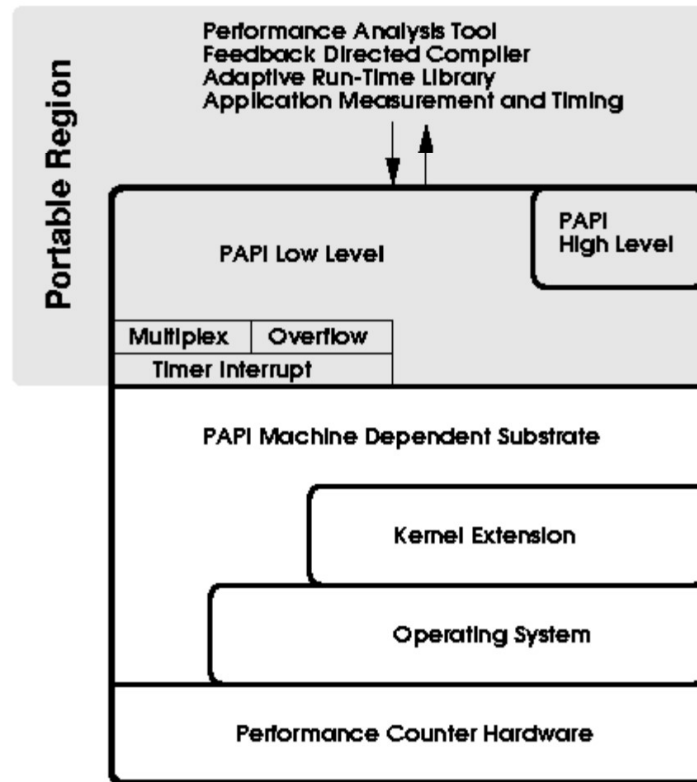 Performance Analysis Tool
Feedback Directed Compiler
Adaptive Run-Time Library
Application Measurement and Timing
Portable Region
PAPI Low Level
PAPI
High Level
Multiplex
Overflow
Timer Interrupt
PAPI Machine Dependent Substrate
Kernel Extension
Operating System
Performance Counter Hardware